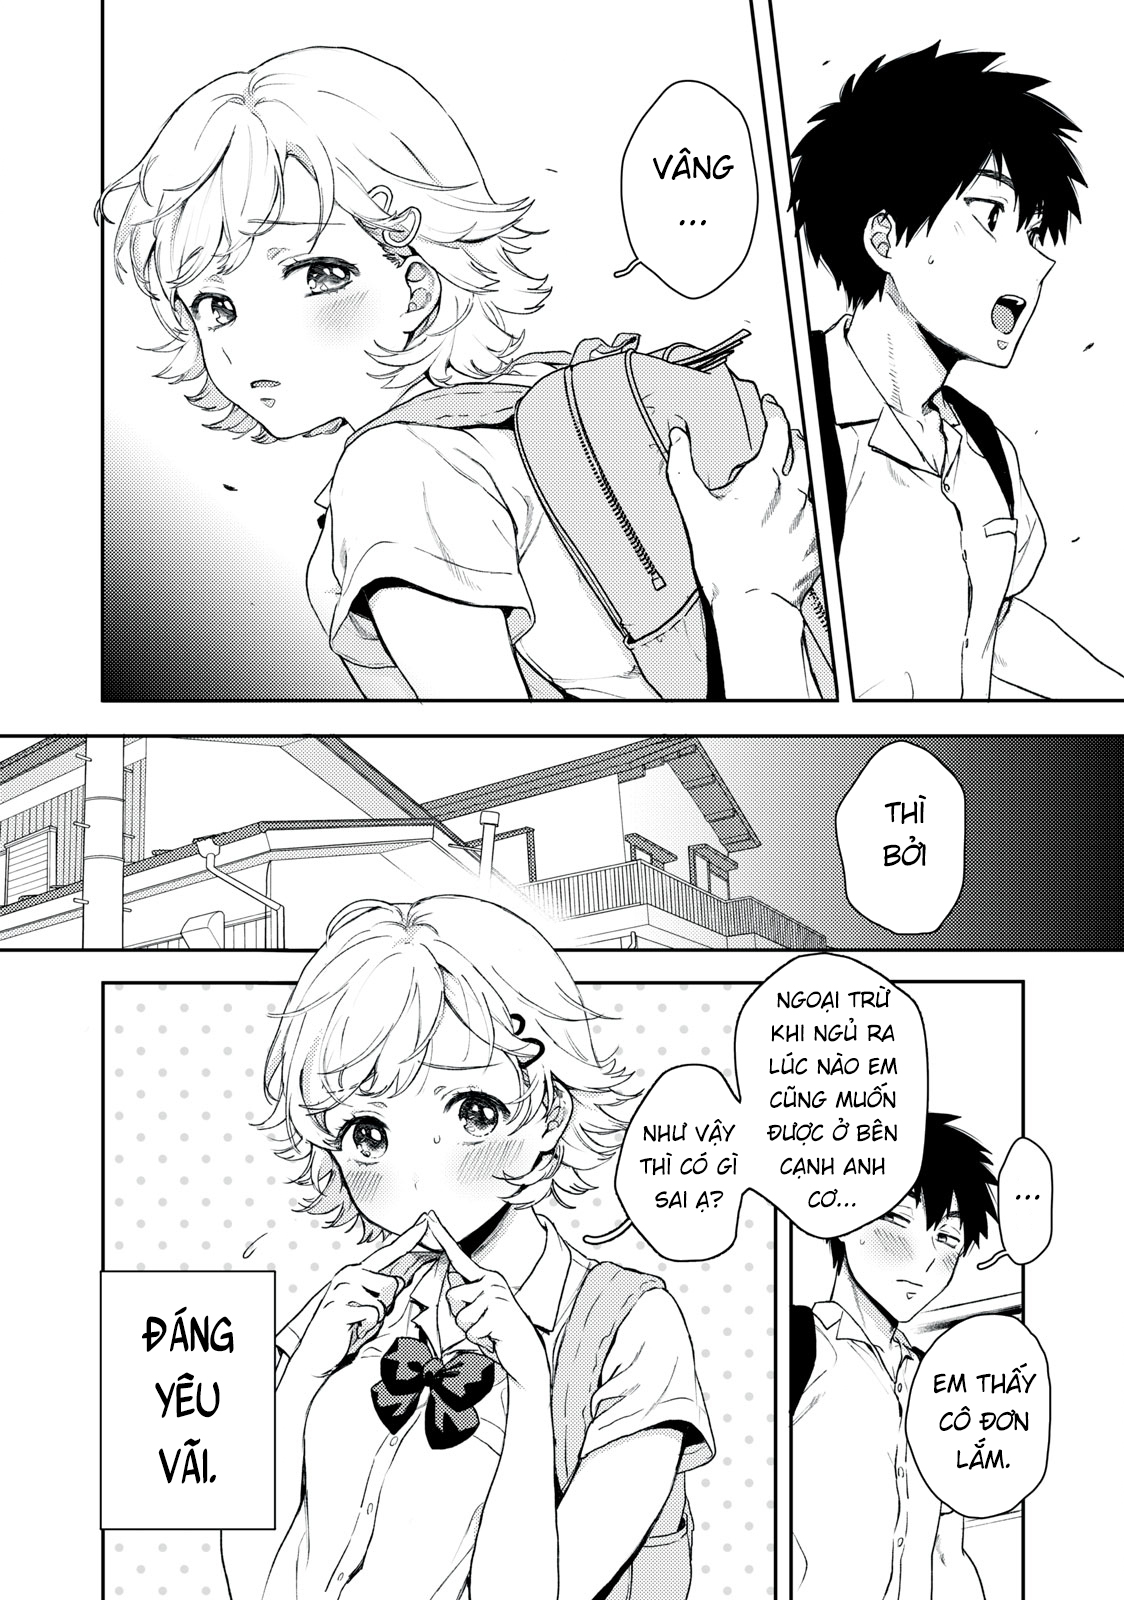 VÂNG
...
THÌ
BỞI
NGOẠI TRỪ
KHI NGỦ RA
LÚC NÀO EM
CŨNG MUỐN
ĐƯỢC Ở BÊN
CẠNH ANH
CƠ...
NHƯ VẬY
THÌ CÓ GÌ
SAI Ạ?
...
EM THẤY
CÔ ĐƠN
LẮM.
ĐÁNG
YÊU
VÃI.